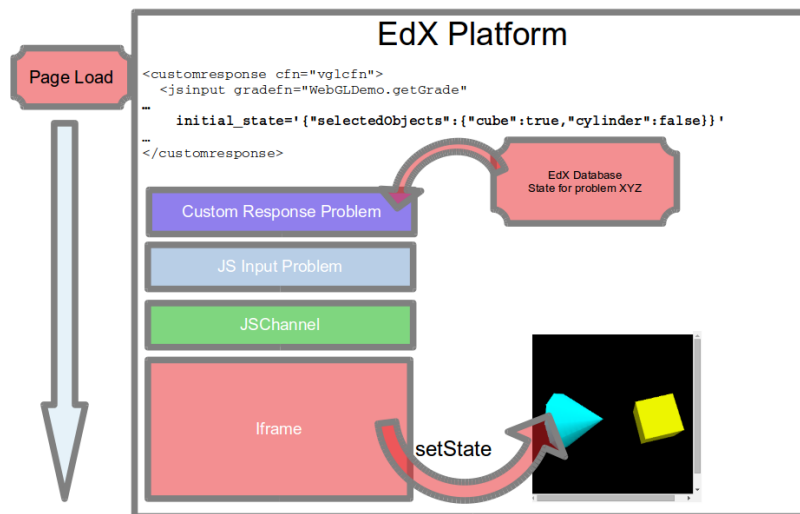 EdX Platform
Page Load
<customresponse cfn="vglcfn">
<jsinput gradefn="WebGLDemo.getGrade"
…
initial_state='{"selectedObjects":{"cube":true,"cylinder":false}}'
…
</customresponse>
EdX Database
State for problem XYZ
Custom Response Problem
JS Input Problem
JSChannel
Iframe
setState